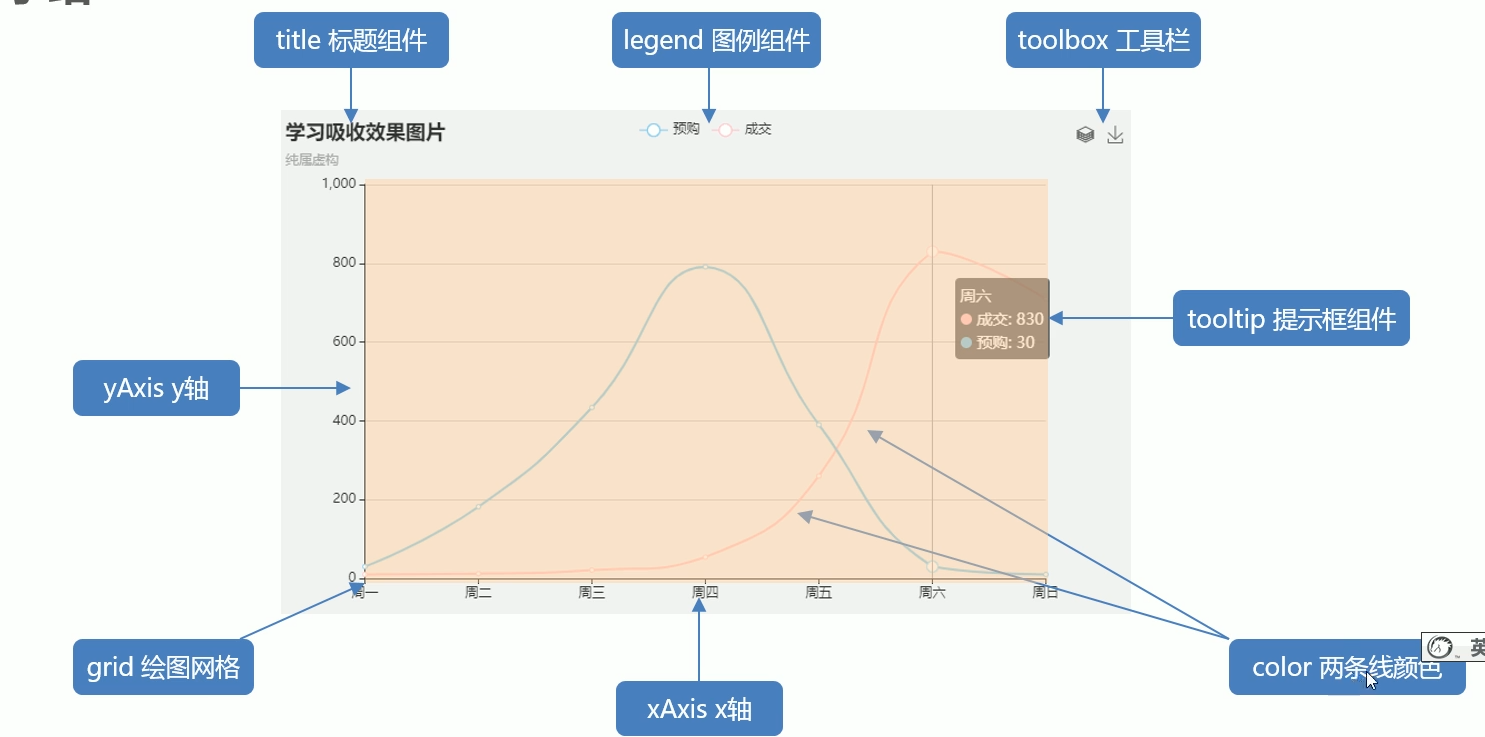 title 标题组件
legend 图例组件
toolbox 工具栏
学习吸收效果图片
预购
成交
纯属虚构
1,000
800
周六
成交: 830
预购: 30
tooltip 提示框组件
600
yAxis y轴
400
200
0
周一
周二
周三
周四
周五
周六
周日
grid 绘图网格
color 两条线颜色
英
xAxis x轴